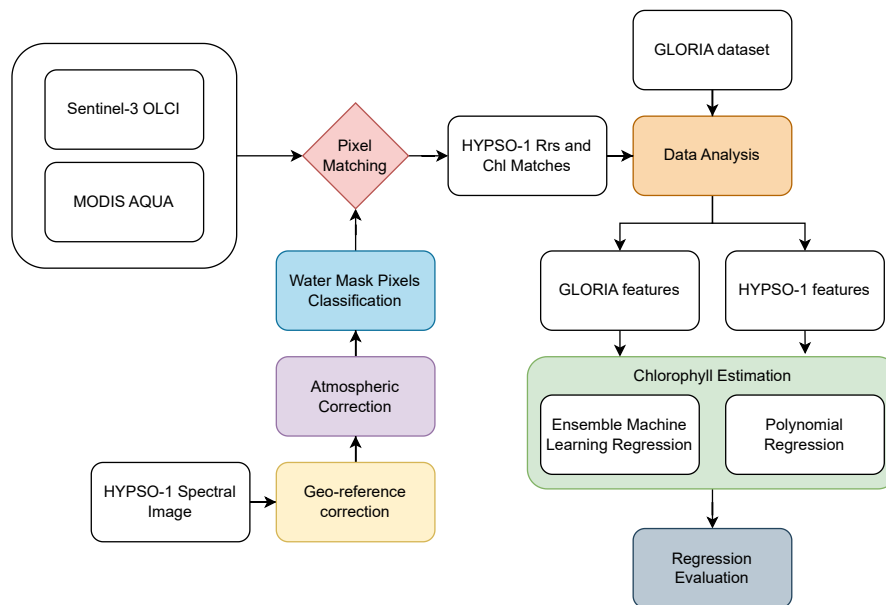 GLORIA dataset
Sentinel-3 OLCI
MODIS AQUA
Pixel
Matching
HYPSO-1 Rrs and
Chl Matches
Data Analysis
Water Mask Pixels
Classification
GLORIA features
HYPSO-1 features
Atmospheric
Correction
Chlorophyll Estimation
Ensemble Machine
Learning Regression
Polynomial
Regression
HYPSO-1 Spectral
Image
Geo-reference
correction
Regression
Evaluation